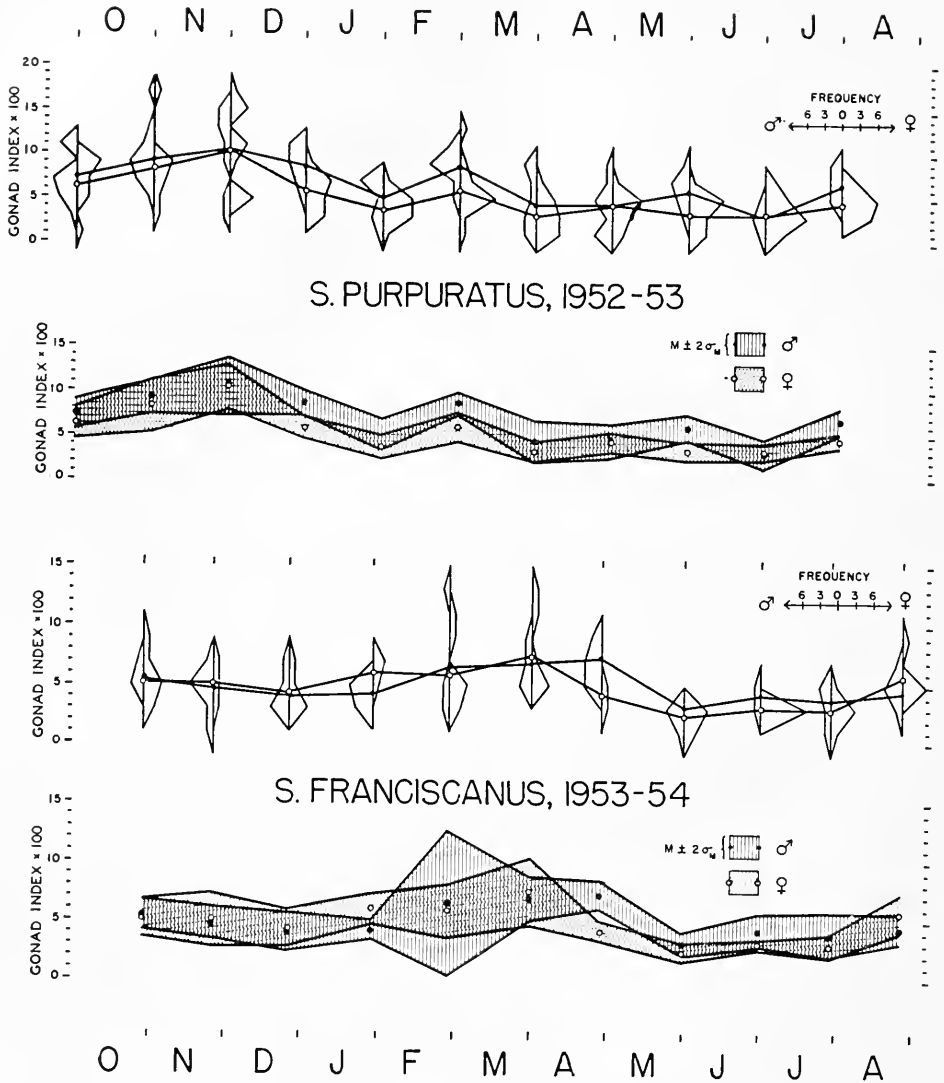 O N D J F M A M J J A
20
15
10
5
0
GONAD INDEX × 100
FREQUENCY
♂ 6 3 0 3 6 ♀
S. PURPURATUS, 1952-53
15
10
5
0
GONAD INDEX × 100
M ± 2σM { ♂
♀
15
10
5
0
GONAD INDEX ×100
FREQUENCY
♂ 6 3 0 3 6 ♀
S. FRANCISCANUS, 1953-54
15
10
5
0
GONAD INDEX × 100
M ± 2σM { ♂
♀
O N D J F M A M J J A